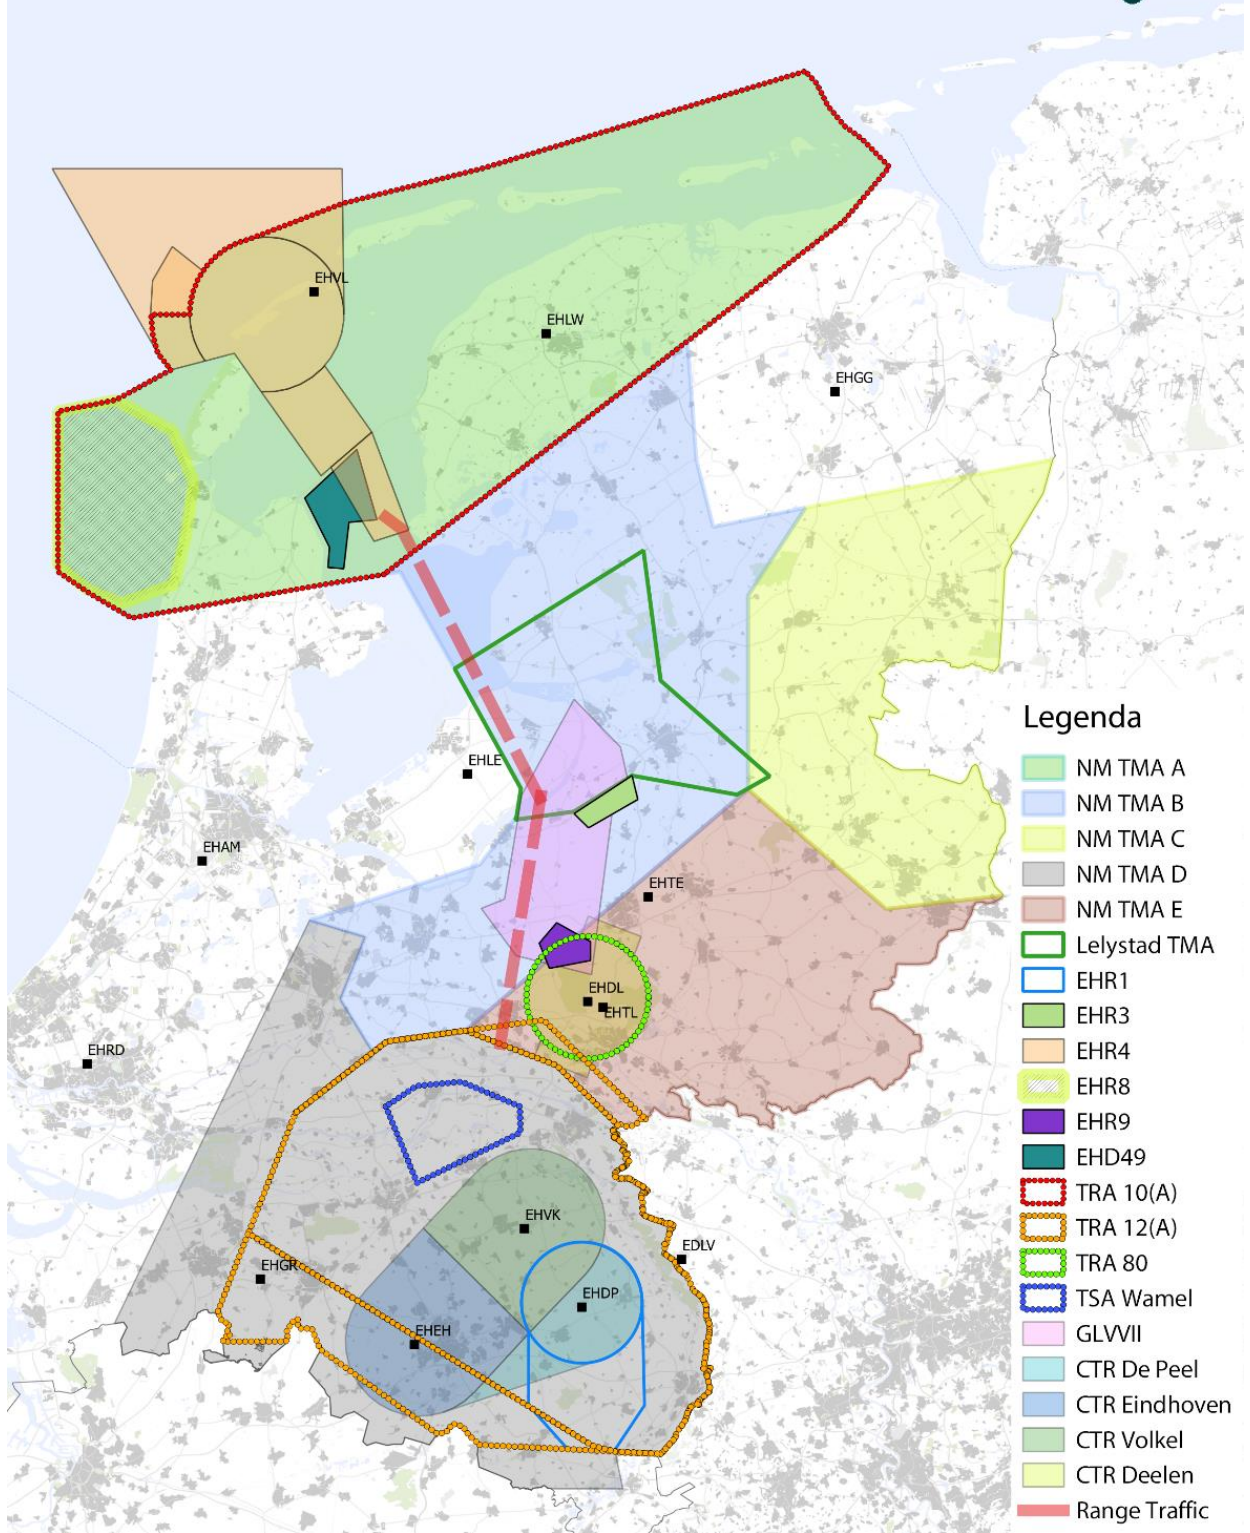 EHVL
EHLW
EHGG
EHLE
EHAM
EHTE
EHDL
EHTL
EHRD
EHVK
EDLV
EHGR
EHDP
EHEH
Legenda
NM TMA A
NM TMA B
NM TMA C
NM TMA D
NM TMA E
Lelystad TMA
EHR1
EHR3
EHR4
EHR8
EHR9
EHD49
TRA 10(A)
TRA 12(A)
TRA 80
TSA Wamel
GLVVII
CTR De Peel
CTR Eindhoven
CTR Volkel
CTR Deelen
Range Traffic